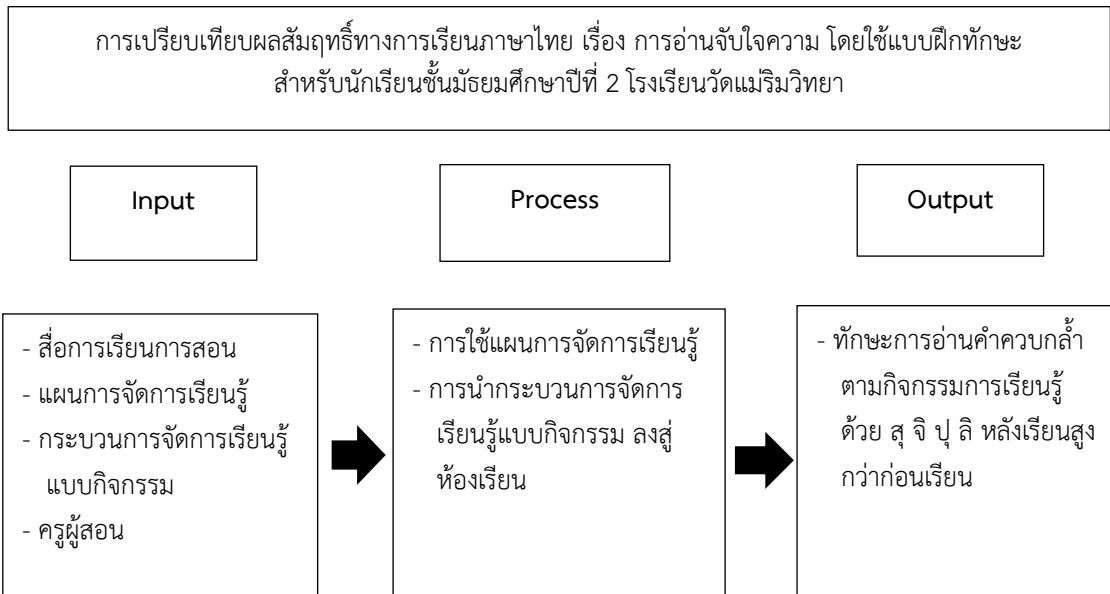 การเปรียบเทียบผลสัมฤทธิ์ทางการเรียนภาษาไทย เรื่อง การอ่านจับใจความ โดยใช้แบบฝึกทักษะ
สำหรับนักเรียนชั้นมัธยมศึกษาปีที่ 2 โรงเรียนวัดแม่ริมวิทยา
Input
Process
Output
- สื่อการเรียนการสอน
- แผนการจัดการเรียนรู้
- กระบวนการจัดการเรียนรู้
แบบกิจกรรม
- ครูผู้สอน
- การใช้แผนการจัดการเรียนรู้
- การนำกระบวนการจัดการ
เรียนรู้แบบกิจกรรม ลงสู่
ห้องเรียน
- ทักษะการอ่านคำควบกล้ำ
ตามกิจกรรมการเรียนรู้
ด้วย สุ จิ ปุ ลิ หลังเรียนสูง
กว่าก่อนเรียน